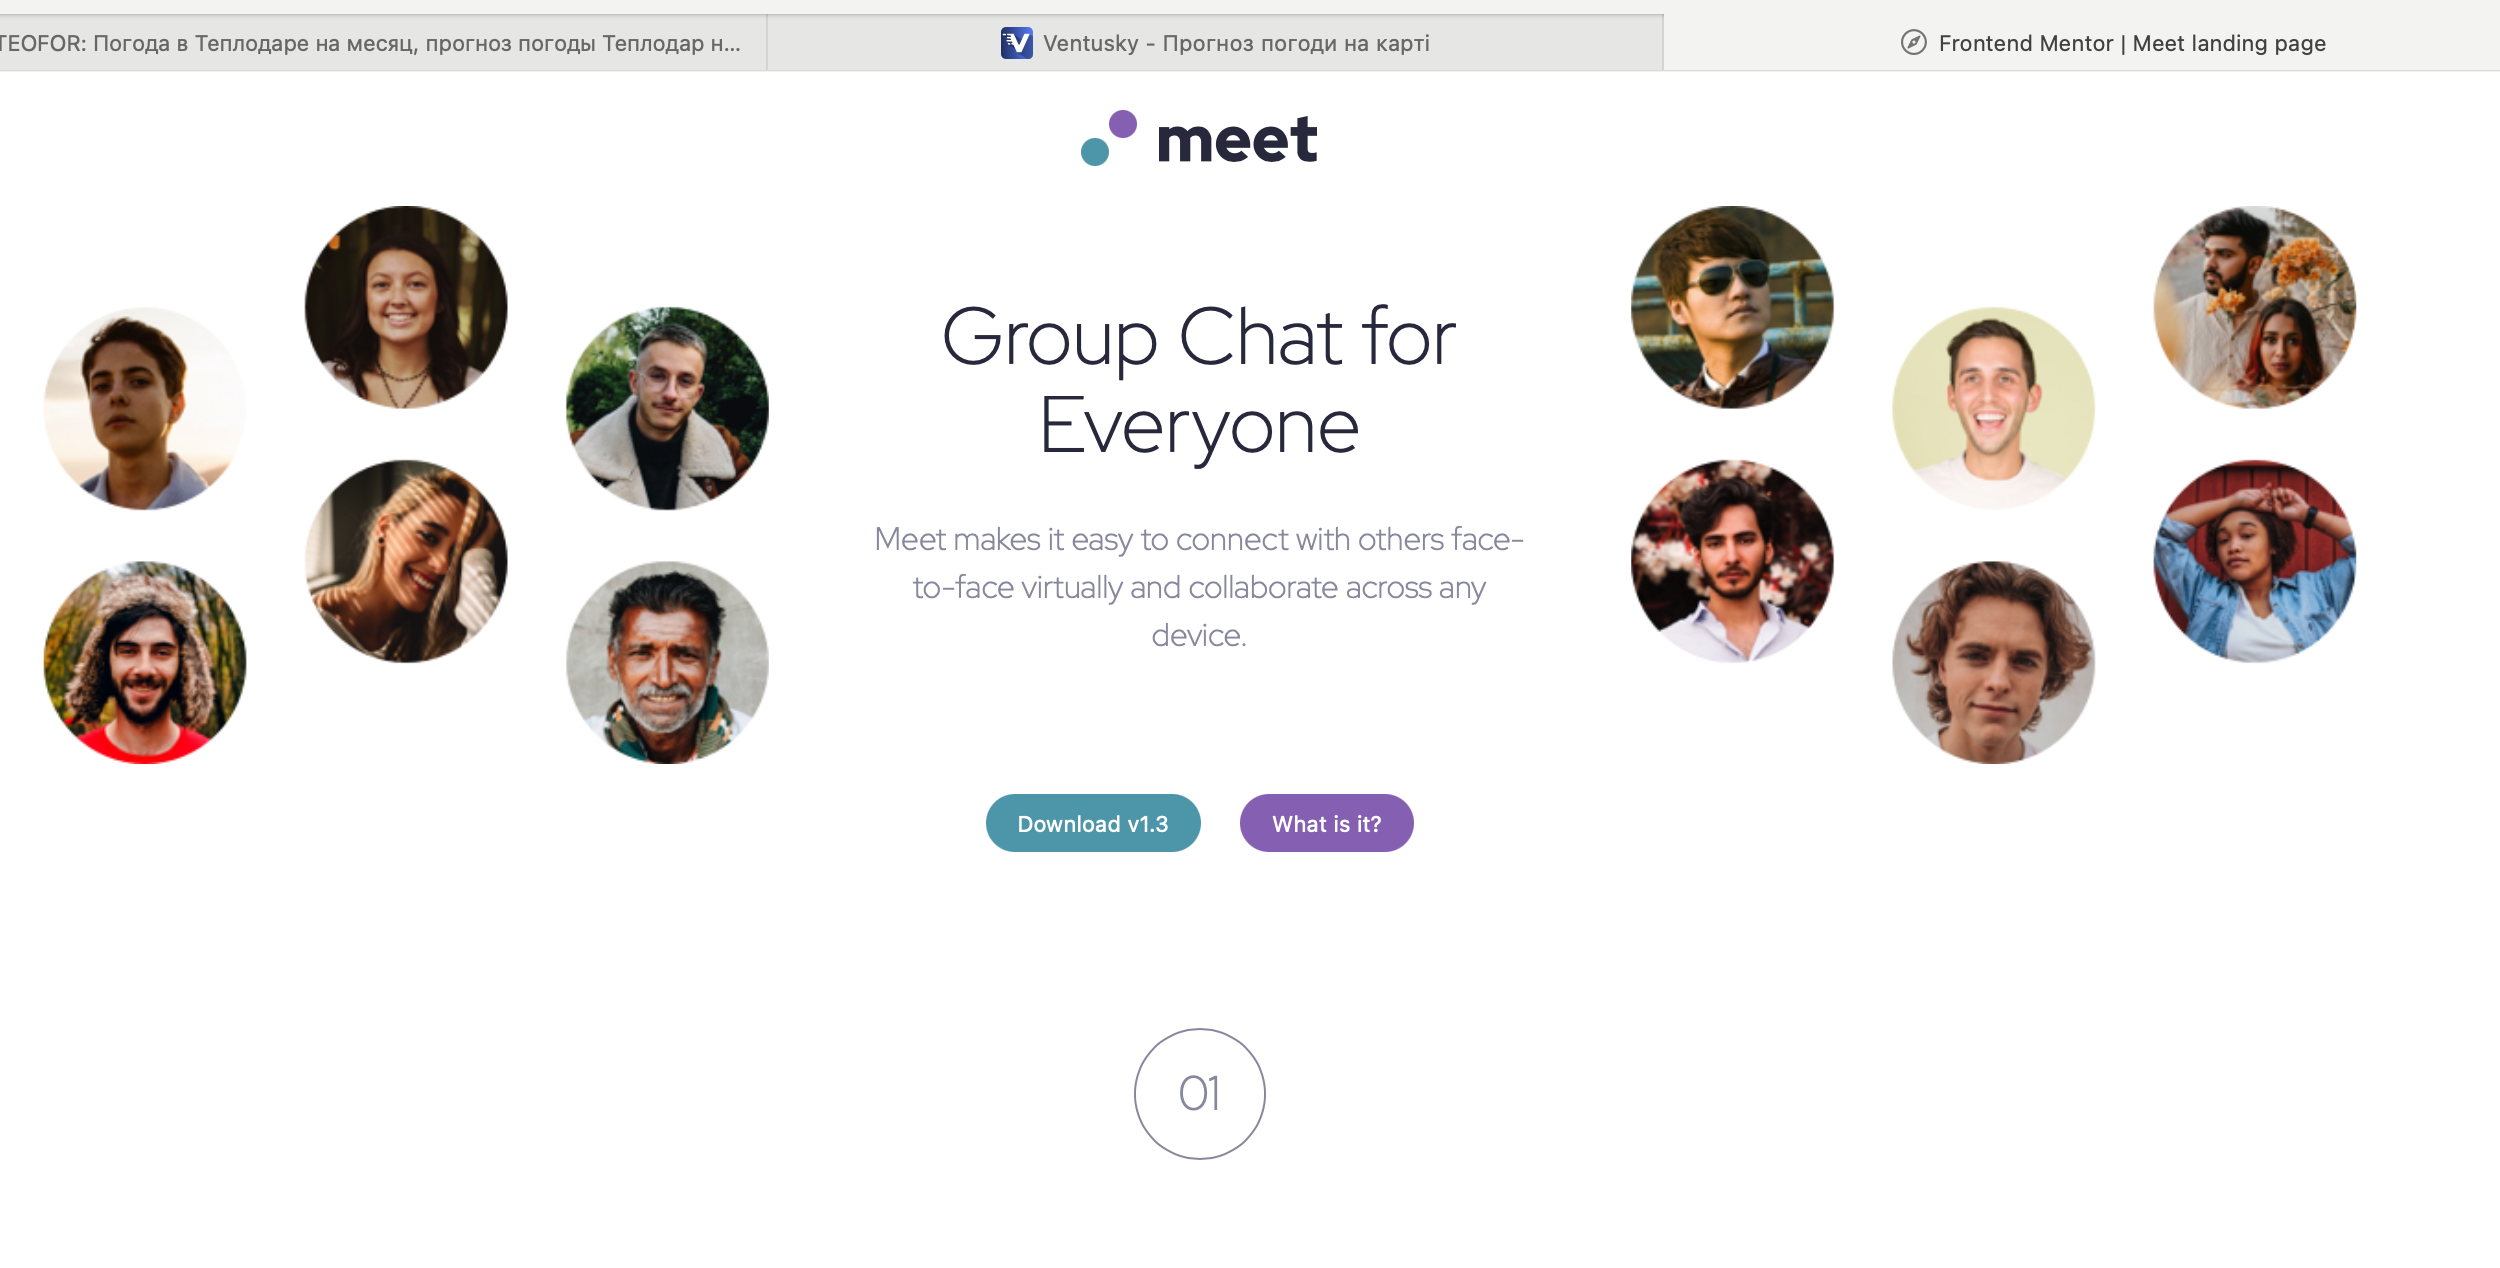 TEOFOR: Погода в Теплодаре на месяц, прогноз погоды Теплодар н...
Ventusky - Прогноз погоди на карті
Frontend Mentor | Meet landing page
meet
Group Chat for
Everyone
Meet makes it easy to connect with others face-
to-face virtually and collaborate across any
device.
Download v1.3
What is it?
01